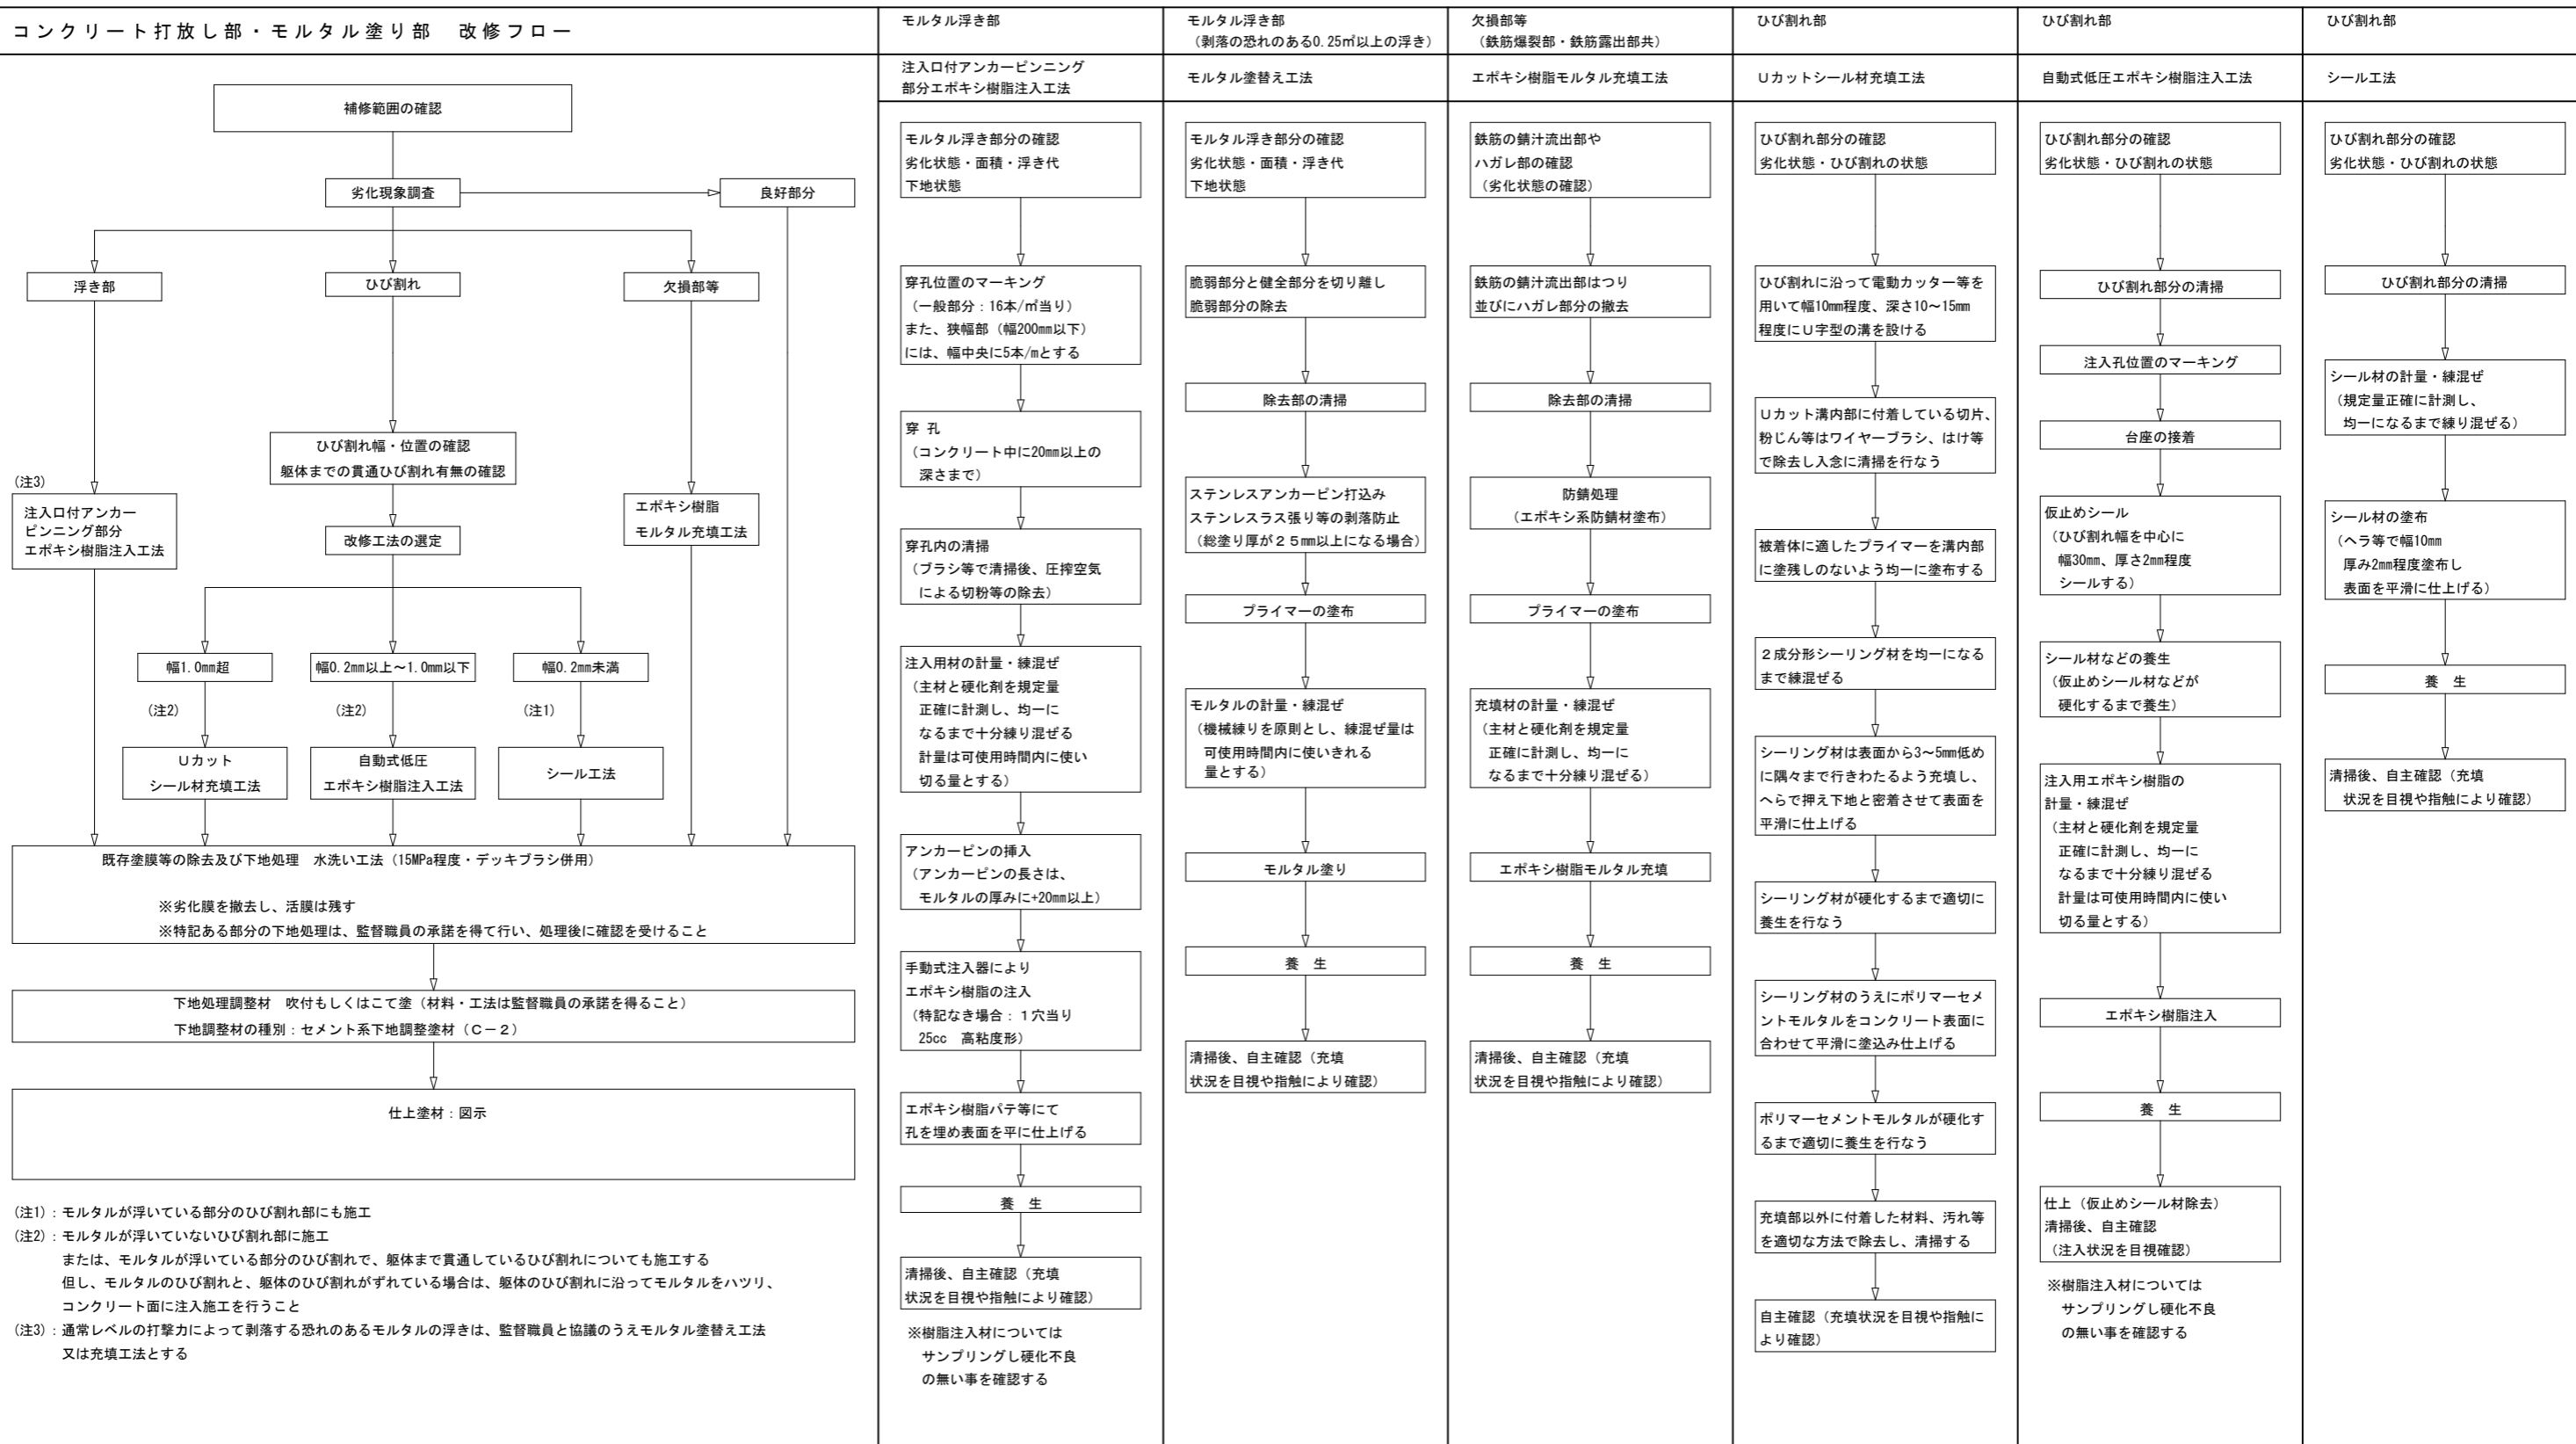 コンクリート打放し部・モルタル塗り部　改修フロー
補修範囲の確認
劣化現象調査
良好部分
浮き部
ひび割れ
欠損部等
ひび割れ幅・位置の確認
躯体までの貫通ひび割れ有無の確認
(注3)
注入口付アンカー
ピンニング部分
エポキシ樹脂注入工法
エポキシ樹脂
モルタル充填工法
改修工法の選定
幅1.0㎜超
幅0.2㎜以上～1.0㎜以下
幅0.2㎜未満
(注2)
(注2)
(注1)
Ｕカット
シール材充填工法
自動式低圧
エポキシ樹脂注入工法
シール工法
既存塗膜等の除去及び下地処理　水洗い工法（15MPa程度・デッキブラシ併用）
※劣化膜を撤去し、活膜は残す
※特記ある部分の下地処理は、監督職員の承諾を得て行い、処理後に確認を受けること
下地処理調整材　吹付もしくはこて塗（材料・工法は監督職員の承諾を得ること）
下地調整材の種別：セメント系下地調整塗材（Ｃ－２）
仕上塗材：図示
(注1)：モルタルが浮いている部分のひび割れ部にも施工
(注2)：モルタルが浮いていないひび割れ部に施工
または、モルタルが浮いている部分のひび割れで、躯体まで貫通しているひび割れについても施工する
但し、モルタルのひび割れと、躯体のひび割れがずれている場合は、躯体のひび割れに沿ってモルタルをハツリ、
コンクリート面に注入施工を行うこと
(注3)：通常レベルの打撃力によって剥落する恐れのあるモルタルの浮きは、監督職員と協議のうえモルタル塗替え工法
又は充填工法とする
モルタル浮き部
注入口付アンカーピンニング
部分エポキシ樹脂注入工法
モルタル浮き部分の確認
劣化状態・面積・浮き代
下地状態
穿孔位置のマーキング
（一般部分：16本/㎡当り）
また、狭幅部（幅200㎜以下）
には、幅中央に5本/mとする
穿 孔
（コンクリート中に20㎜以上の
深さまで）
穿孔内の清掃
（ブラシ等で清掃後、圧搾空気
による切粉等の除去）
注入用材の計量・練混ぜ
（主材と硬化剤を規定量
正確に計測し、均一に
なるまで十分練り混ぜる
計量は可使用時間内に使い
切る量とする）
アンカーピンの挿入
（アンカーピンの長さは、
モルタルの厚みに+20㎜以上）
手動式注入器により
エポキシ樹脂の注入
（特記なき場合：１穴当り
25cc　高粘度形）
エポキシ樹脂パテ等にて
孔を埋め表面を平に仕上げる
養　生
清掃後、自主確認（充填
状況を目視や指触により確認）
※樹脂注入材については
サンプリングし硬化不良
の無い事を確認する
モルタル浮き部
（剥落の恐れのある0.25㎡以上の浮き）
モルタル塗替え工法
モルタル浮き部分の確認
劣化状態・面積・浮き代
下地状態
脆弱部分と健全部分を切り離し
脆弱部分の除去
除去部の清掃
ステンレスアンカーピン打込み
ステンレスラス張り等の剥落防止
（総塗り厚が２５㎜以上になる場合）
プライマーの塗布
モルタルの計量・練混ぜ
（機械練りを原則とし、練混ぜ量は
可使用時間内に使いきれる
量とする）
モルタル塗り
養　生
清掃後、自主確認（充填
状況を目視や指触により確認）
欠損部等
（鉄筋爆裂部・鉄筋露出部共）
エポキシ樹脂モルタル充填工法
鉄筋の錆汁流出部や
ハガレ部の確認
（劣化状態の確認）
鉄筋の錆汁流出部はつり
並びにハガレ部分の撤去
除去部の清掃
防錆処理
（エポキシ系防錆材塗布）
プライマーの塗布
充填材の計量・練混ぜ
（主材と硬化剤を規定量
正確に計測し、均一に
なるまで十分練り混ぜる）
エポキシ樹脂モルタル充填
養　生
清掃後、自主確認（充填
状況を目視や指触により確認）
ひび割れ部
Ｕカットシール材充填工法
ひび割れ部分の確認
劣化状態・ひび割れの状態
ひび割れに沿って電動カッター等を
用いて幅10㎜程度、深さ10～15㎜
程度にＵ字型の溝を設ける
Ｕカット溝内部に付着している切片、
粉じん等はワイヤーブラシ、はけ等
で除去し入念に清掃を行なう
被着体に適したプライマーを溝内部
に塗残しのないよう均一に塗布する
２成分形シーリング材を均一になる
まで練混ぜる
シーリング材は表面から3～5㎜低め
に隅々まで行きわたるよう充填し、
へらで押え下地と密着させて表面を
平滑に仕上げる
シーリング材が硬化するまで適切に
養生を行なう
シーリング材のうえにポリマーセメ
ントモルタルをコンクリート表面に
合わせて平滑に塗込み仕上げる
ポリマーセメントモルタルが硬化す
るまで適切に養生を行なう
充填部以外に付着した材料、汚れ等
を適切な方法で除去し、清掃する
自主確認（充填状況を目視や指触に
より確認）
ひび割れ部
自動式低圧エポキシ樹脂注入工法
ひび割れ部分の確認
劣化状態・ひび割れの状態
ひび割れ部分の清掃
注入孔位置のマーキング
台座の接着
仮止めシール
（ひび割れ幅を中心に
幅30㎜、厚さ2㎜程度
シールする）
シール材などの養生
（仮止めシール材などが
硬化するまで養生）
注入用エポキシ樹脂の
計量・練混ぜ
（主材と硬化剤を規定量
正確に計測し、均一に
なるまで十分練り混ぜる
計量は可使用時間内に使い
切る量とする）
エポキシ樹脂注入
養　生
仕上（仮止めシール材除去）
清掃後、自主確認
（注入状況を目視確認）
※樹脂注入材については
サンプリングし硬化不良
の無い事を確認する
ひび割れ部
シール工法
ひび割れ部分の確認
劣化状態・ひび割れの状態
ひび割れ部分の清掃
シール材の計量・練混ぜ
（規定量正確に計測し、
均一になるまで練り混ぜる）
シール材の塗布
（ヘラ等で幅10㎜
厚み2㎜程度塗布し
表面を平滑に仕上げる）
養　生
清掃後、自主確認（充填
状況を目視や指触により確認）